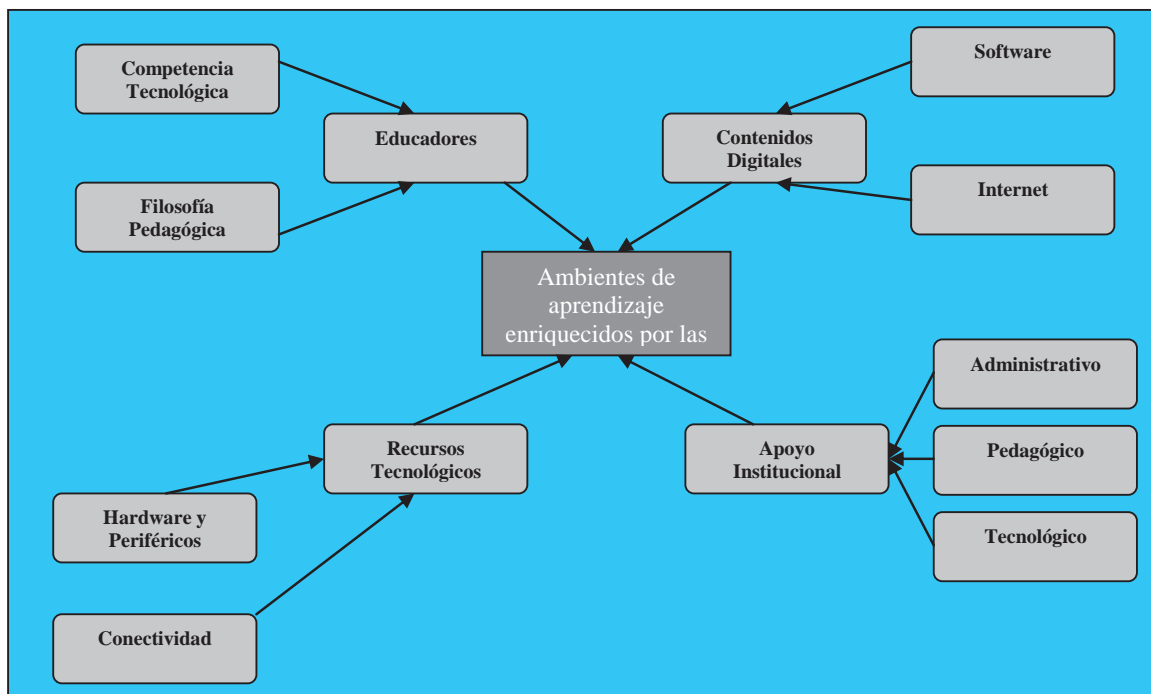 Competencia
Tecnológica
Educadores
Filosofía
Pedagógica
Software
Contenidos
Digitales
Internet
Ambientes de
aprendizaje
enriquecidos por las
Recursos
Tecnológicos
Hardware y
Periféricos
Conectividad
Apoyo
Institucional
Administrativo
Pedagógico
Tecnológico